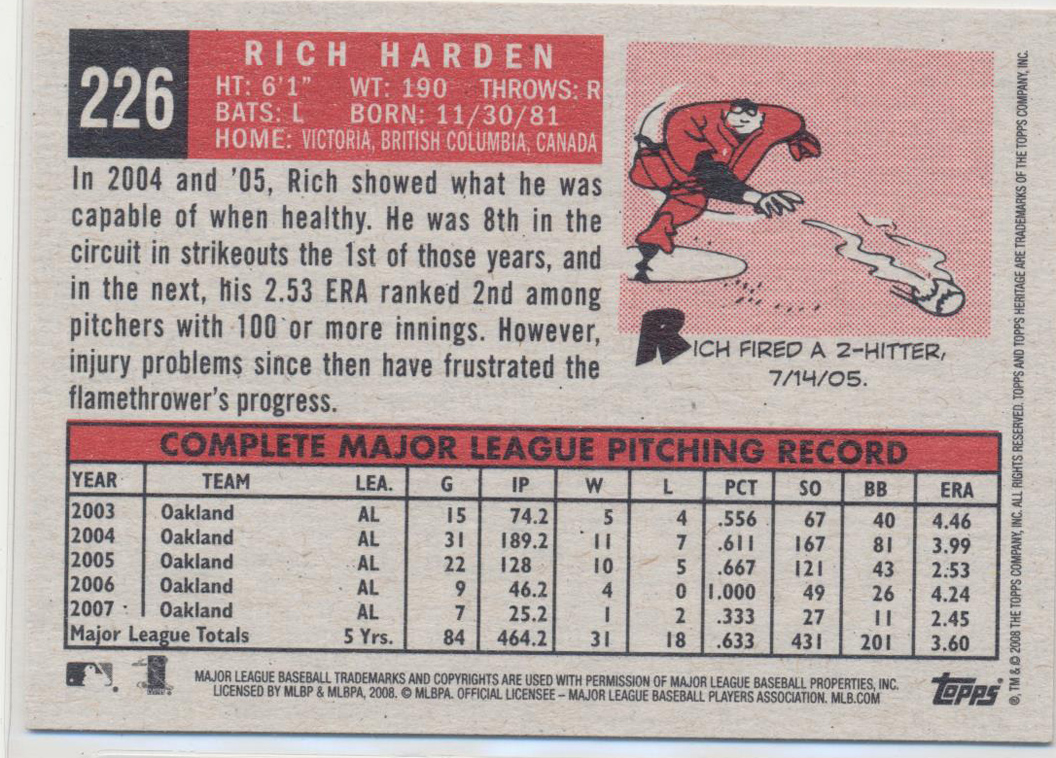 226
RICH HARDEN
HT: 6'1" WT: 190 THROWS: R
BATS: L BORN: 11/30/81
HOME: VICTORIA, BRITISH COLUMBIA, CANADA
In 2004 and '05, Rich showed what he was
capable of when healthy. He was 8th in the
circuit in strikeouts the 1st of those years, and
in the next, his 2.53 ERA ranked 2nd among
pitchers with 100 or more innings. However,
injury problems since then have frustrated the
flamethrower's progress.
RICH FIRED A 2-HITTER,
7/14/05.
COMPLETE MAJOR LEAGUE PITCHING RECORD
YEAR TEAM LEA. G IP W L PCT SO BB ERA
2003 Oakland AL 15 74.2 5 4 .556 67 40 4.46
2004 Oakland AL 31 189.2 11 7 .611 167 81 3.99
2005 Oakland AL 22 128 10 5 .667 121 43 2.53
2006 Oakland AL 9 46.2 4 0 1.000 49 26 4.24
2007 Oakland AL 7 25.2 1 2 .333 27 11 2.45
Major League Totals 5 Yrs. 84 464.2 31 18 .633 431 201 3.60
MAJOR LEAGUE BASEBALL TRADEMARKS AND COPYRIGHTS ARE USED WITH PERMISSION OF MAJOR LEAGUE BASEBALL PROPERTIES, INC.
LICENSED BY MLBP & MLBPA, 2008. © MLBPA. OFFICIAL LICENSEE – MAJOR LEAGUE BASEBALL PLAYERS ASSOCIATION. MLB.COM
TOPPS
®, TM & © 2008 THE TOPPS COMPANY, INC. ALL RIGHTS RESERVED. TOPPS AND TOPPS HERITAGE ARE TRADEMARKS OF THE TOPPS COMPANY, INC.